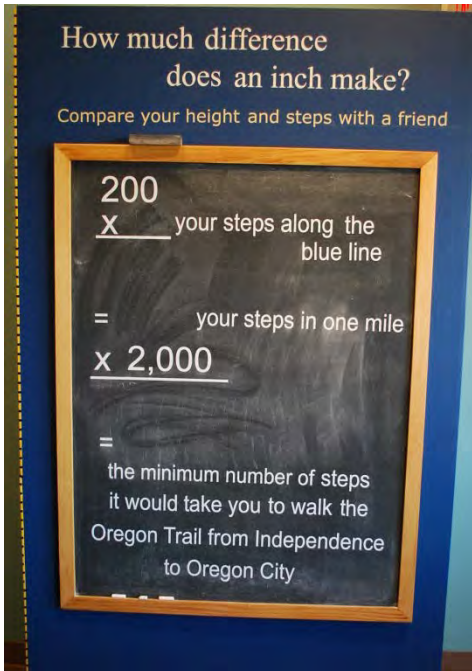 How much difference
does an inch make?
Compare your height and steps with a friend
200
x ____ your steps along the
blue line
= your steps in one mile
x 2,000
=
the minimum number of steps
it would take you to walk the
Oregon Trail from Independence
to Oregon City